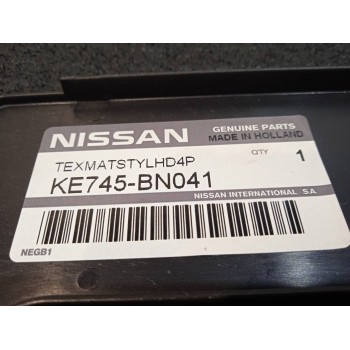 NISSAN
GENUINE PARTS
MADE IN HOLLAND
TEXMATSTYLHD4P
QTY
1
KE745-BN041
NISSAN INTERNATIONAL S.A.
NEGB1